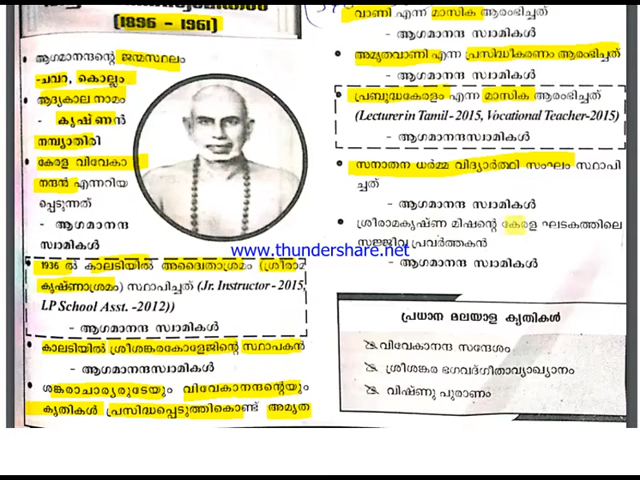 (1896 - 1961)
ആഗമാനന്ദന്റെ ജന്മസ്ഥലം
-ചവറ, കൊല്ലം
ആദ്യകാല നാമം
- കൃഷ്ണൻ
നമ്പ്യാതിരി
കേരള വിവേകാ
നന്ദൻ എന്നറിയ
പ്പെടുന്നത്
- ആഗമാനന്ദ
സ്വാമികൾ
1936 ൽ കാലടിയിൽ അദ്വൈതാശ്രമം (ശ്രീരാമ
കൃഷ്ണാശ്രമം) സ്ഥാപിച്ചത് (Jr. Instructor - 2015,
LP School Asst. -2012))
- ആഗമാനന്ദ സ്വാമികൾ
കാലടിയിൽ ശ്രീശങ്കരകോളേജിന്റെ സ്ഥാപകൻ
- ആഗമാനന്ദസ്വാമികൾ
ശങ്കരാചാര്യരുടേയും വിവേകാനന്ദന്റെയും
കൃതികൾ പ്രസിദ്ധപ്പെടുത്തികൊണ്ട് അമൃത
വാണി എന്ന് മാസിക ആരംഭിച്ചത്
- ആഗമാനന്ദ സ്വാമികൾ
അമൃതവാണി എന്ന പ്രസിദ്ധീകരണം ആരംഭിച്ചത്
- ആഗമാനന്ദ സ്വാമികൾ
പ്രബുദ്ധകേരളം എന്ന മാസിക ആരംഭിച്ചത്
(Lecturer in Tamil - 2015, Vocational Teacher-2015)
- ആഗമാനന്ദസ്വാമികൾ
സനാതന ധർമ്മ വിദ്യാർത്ഥി സംഘം സ്ഥാപി
ച്ചത്
- ആഗമാനന്ദ സ്വാമികൾ
ശ്രീരാമകൃഷ്ണ മിഷന്റെ കേരള ഘടകത്തിലെ
സജ്ജീവ പ്രവർത്തകൻ
- ആഗമാനന്ദ സ്വാമികൾ
www.thundershare.net
പ്രധാന മലയാള കൃതികൾ
വിവേകാനന്ദ സന്ദേശം
ശ്രീശങ്കര ഭഗവദ്ഗീതാവ്യാഖ്യാനം
വിഷ്ണു പുരാണം